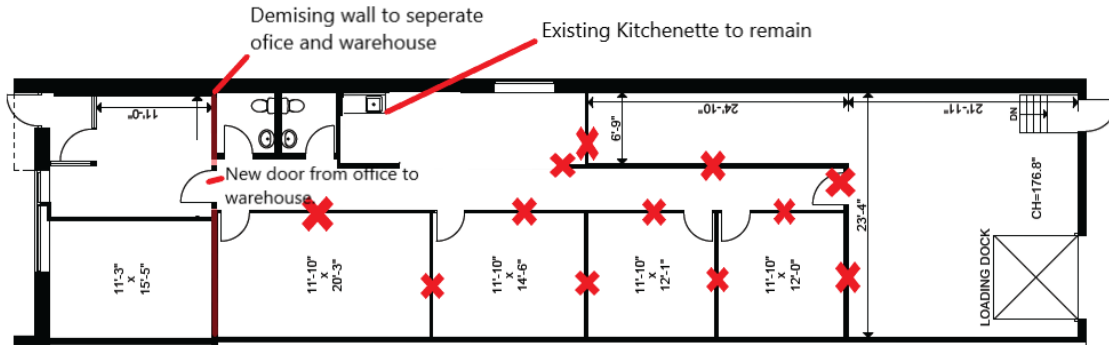 Demising wall to seperate
ofice and warehouse
Existing Kitchenette to remain
11'-0"
6'-9"
24'-10"
21'-11"
DN
New door from office to
warehouse.
23'-4"
CH=176.8"
11'-3"
x
15'-5"
11'-10"
x
20'-3"
11'-10"
x
14'-6"
11'-10"
x
12'-1"
11'-10"
x
12'-0"
LOADING DOCK